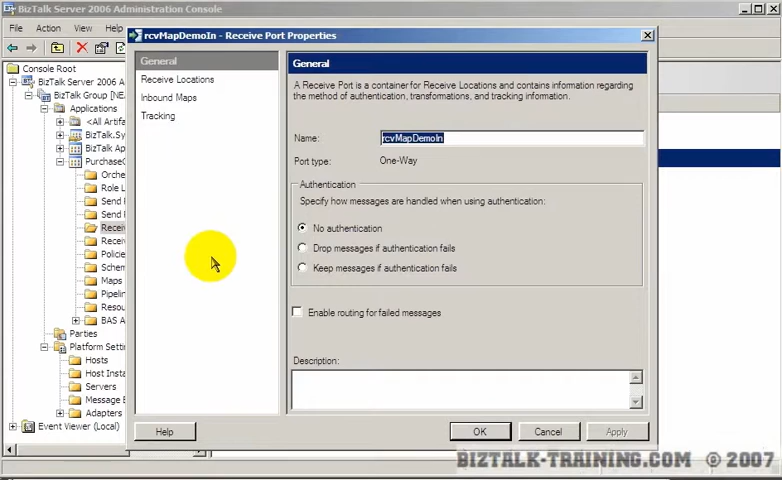 BizTalk Server 2006 Administration Console
File Action View Help
Console Root
BizTalk Server 2006 A
BizTalk Group [NE
Applications
<All Artifa
BizTalk.Sy
BizTalk Ap
Purchase
Orche
Role L
Send
Send
Recei
Recei
Policie
Schem
Maps
Pipelin
Resou
BAS A
Parties
Platform Setti
Hosts
Host Insta
Servers
Message B
Adapters
Event Viewer (Local)
rcvMapDemoIn - Receive Port Properties
General
Receive Locations
Inbound Maps
Tracking
General
A Receive Port is a container for Receive Locations and contains information regarding
the method of authentication, transformations, and tracking information.
Name: rcvMapDemoIn
Port type: One-Way
Authentication
Specify how messages are handled when using authentication:
No authentication
Drop messages if authentication fails
Keep messages if authentication fails
Enable routing for failed messages
Description:
Help OK Cancel Apply
BIZTALK-TRAINING.COM © 2007